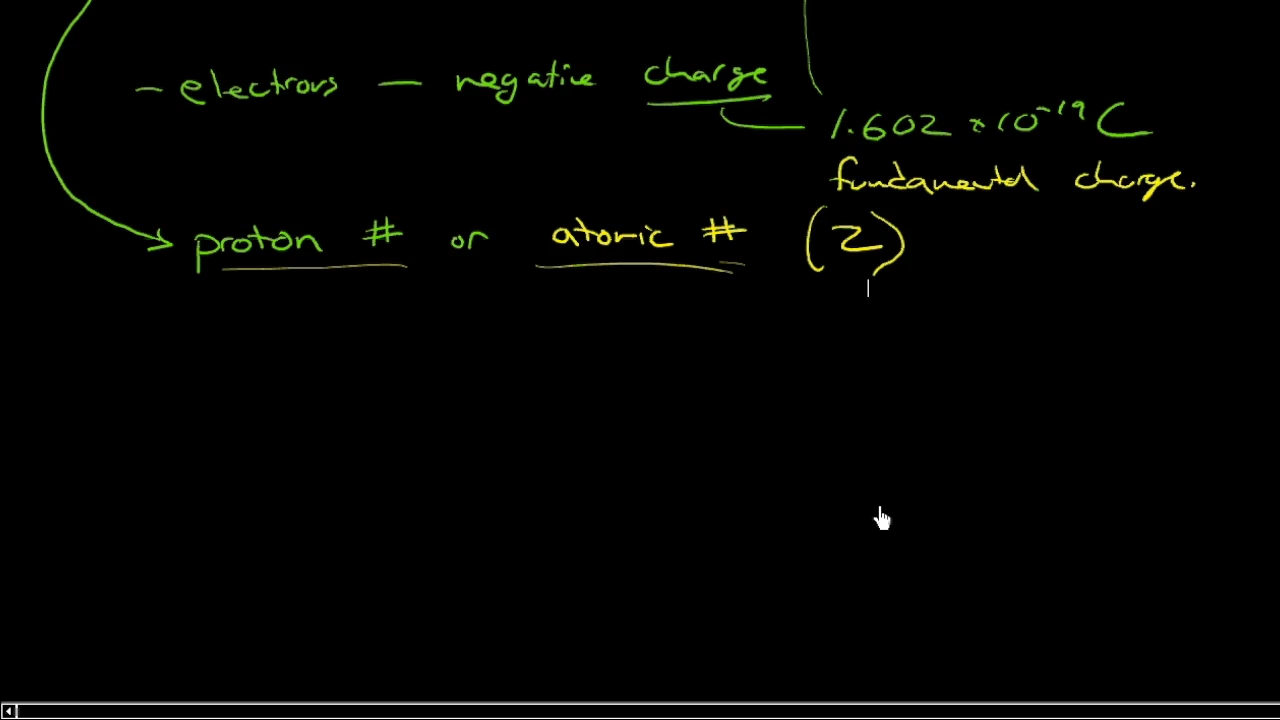 - electrons - negative charge
1.602 x 10^-19 C
fundamental charge.
proton # or atomic # (Z)